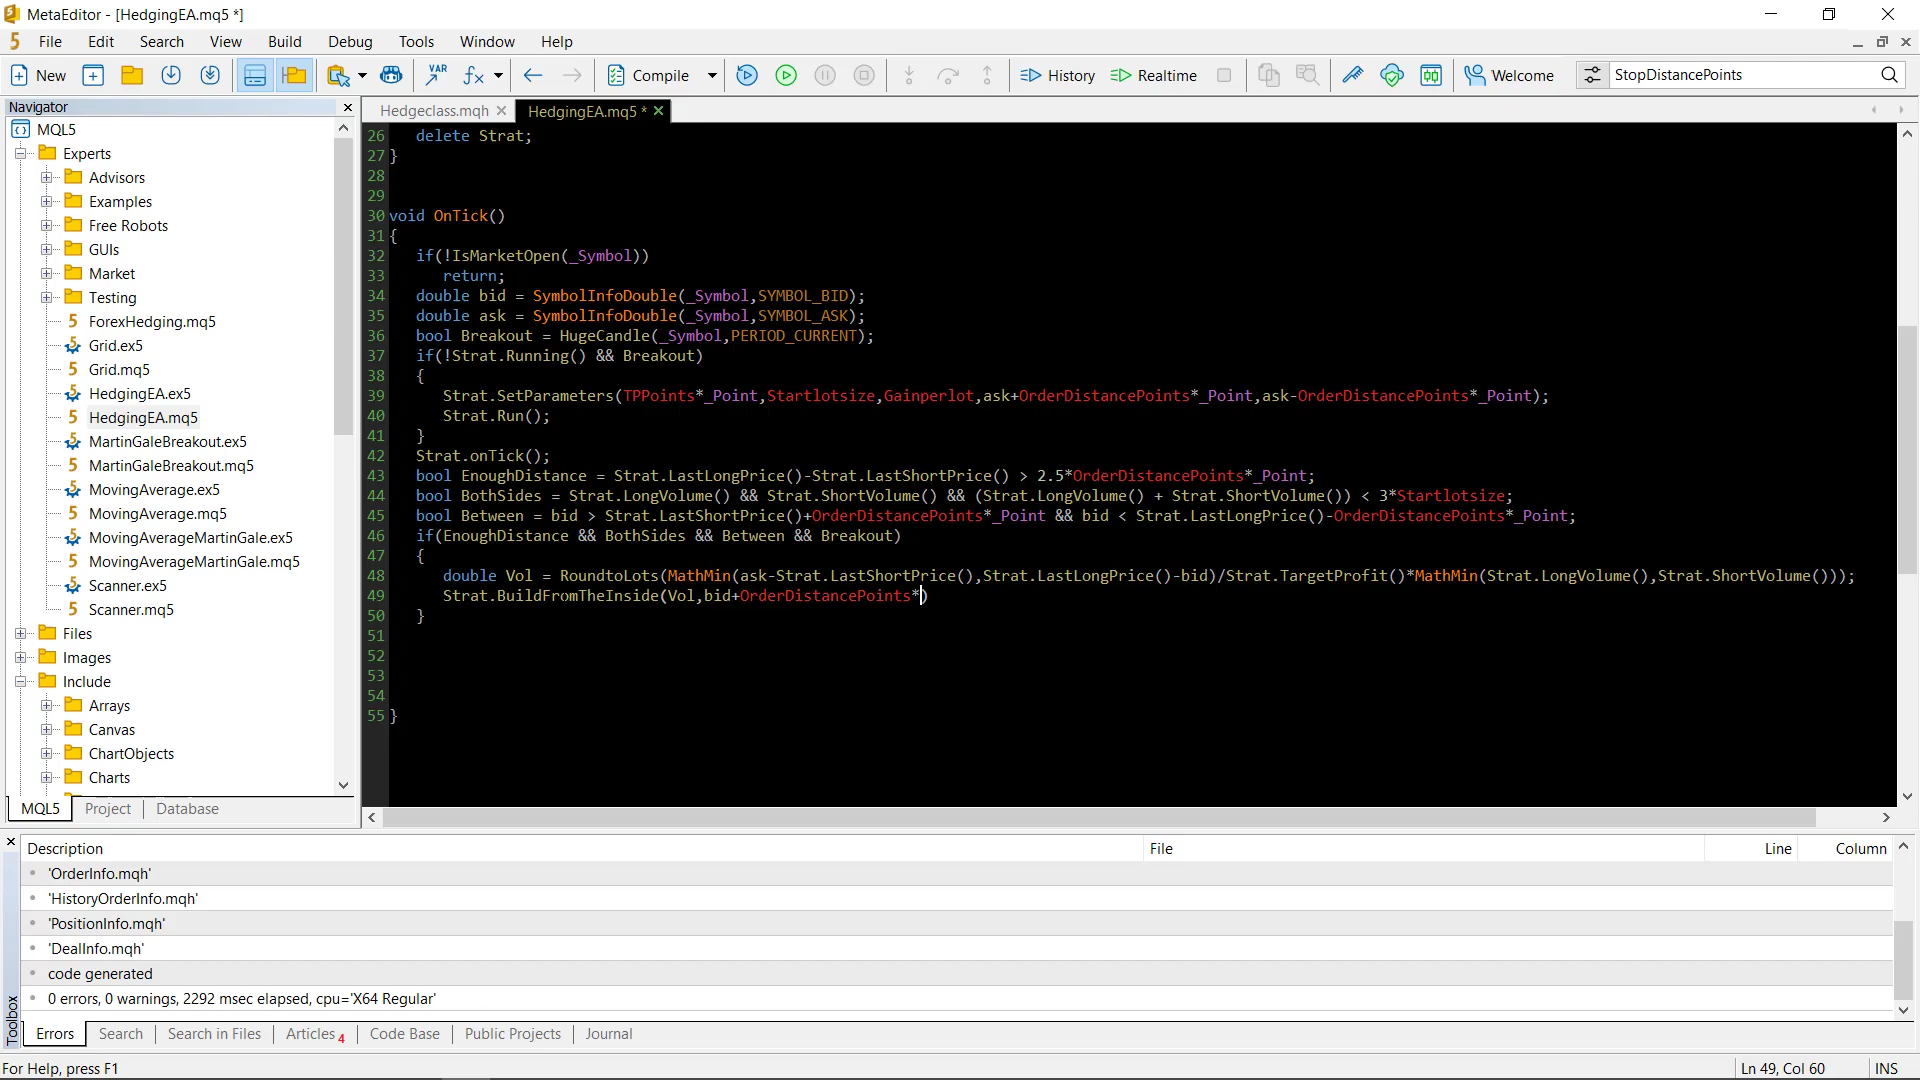 MetaEditor - [HedgingEA.mq5 *]
File Edit Search View Build Debug Tools Window Help
New VAR Compile History Realtime Welcome StopDistancePoints
Navigator
Hedgeclass.mqh HedgingEA.mq5 *
MQL5
Experts
Advisors
Examples
Free Robots
GUIs
Market
Testing
ForexHedging.mq5
Grid.ex5
Grid.mq5
HedgingEA.ex5
HedgingEA.mq5
MartinGaleBreakout.ex5
MartinGaleBreakout.mq5
MovingAverage.ex5
MovingAverage.mq5
MovingAverageMartinGale.ex5
MovingAverageMartinGale.mq5
Scanner.ex5
Scanner.mq5
Files
Images
Include
Arrays
Canvas
ChartObjects
Charts
MQL5 Project Database
26 delete Strat;
27 }
28
29
30 void OnTick()
31 {
32 if(!IsMarketOpen(_Symbol))
33 return;
34 double bid = SymbolInfoDouble(_Symbol,SYMBOL_BID);
35 double ask = SymbolInfoDouble(_Symbol,SYMBOL_ASK);
36 bool Breakout = HugeCandle(_Symbol,PERIOD_CURRENT);
37 if(!Strat.Running() && Breakout)
38 {
39 Strat.SetParameters(TPPoints*_Point,Startlotsize,Gainperlot,ask+OrderDistancePoints*_Point,ask-OrderDistancePoints*_Point);
40 Strat.Run();
41 }
42 Strat.onTick();
43 bool EnoughDistance = Strat.LastLongPrice()-Strat.LastShortPrice() > 2.5*OrderDistancePoints*_Point;
44 bool BothSides = Strat.LongVolume() && Strat.ShortVolume() && (Strat.LongVolume() + Strat.ShortVolume()) < 3*Startlotsize;
45 bool Between = bid > Strat.LastShortPrice()+OrderDistancePoints*_Point && bid < Strat.LastLongPrice()-OrderDistancePoints*_Point;
46 if(EnoughDistance && BothSides && Between && Breakout)
47 {
48 double Vol = RoundtoLots(MathMin(ask-Strat.LastShortPrice(),Strat.LastLongPrice()-bid)/Strat.TargetProfit()*MathMin(Strat.LongVolume(),Strat.ShortVolume()));
49 Strat.BuildFromTheInside(Vol,bid+OrderDistancePoints*)
50 }
51
52
53
54
55 }
Description File Line Column
'OrderInfo.mqh'
'HistoryOrderInfo.mqh'
'PositionInfo.mqh'
'DealInfo.mqh'
code generated
0 errors, 0 warnings, 2292 msec elapsed, cpu='X64 Regular'
Toolbox
Errors Search Search in Files Articles 4 Code Base Public Projects Journal
For Help, press F1 Ln 49, Col 60 INS